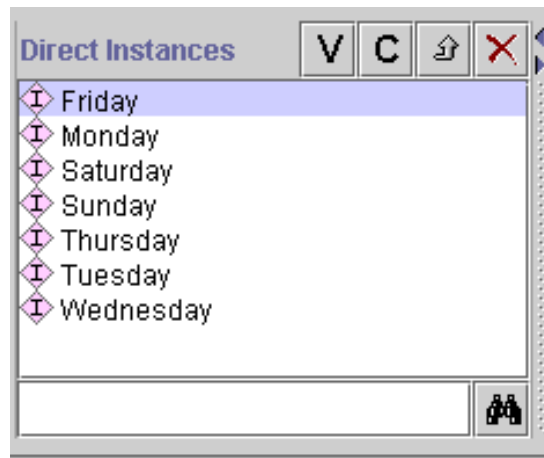 Direct Instances V C
I Friday
I Monday
I Saturday
I Sunday
I Thursday
I Tuesday
I Wednesday